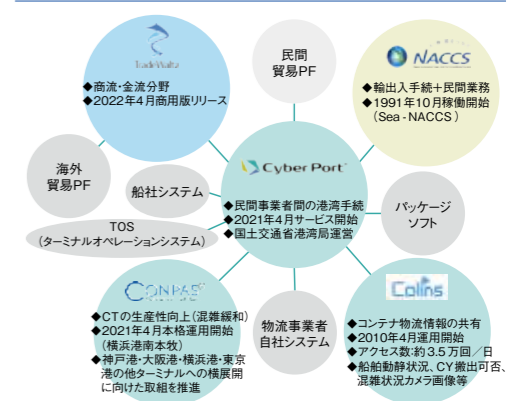 TradeWaltz
◆商流・金流分野
◆2022年4月商用版リリース
民間
貿易PF
NACCS
◆輸出入手続+民間業務
◆1991年10月稼働開始
(Sea-NACCS)
海外
貿易PF
船社システム
TOS
(ターミナルオペレーションシステム)
Cyber Port
◆民間事業者間の港湾手続
◆2021年4月サービス開始
◆国土交通省港湾局運営
パッケージ
ソフト
CONPAS
◆CTの生産性向上(混雑緩和)
◆2021年4月本格運用開始
(横浜港南本牧)
◆神戸港・大阪港・横浜港・東京
港の他ターミナルへの横展開
に向けた取組を推進
物流事業者
自社システム
Colins
◆コンテナ物流情報の共有
◆2010年4月運用開始
◆アクセス数:約3.5万回/日
◆船舶動静状況、CY搬出可否、
混雑状況カメラ画像等